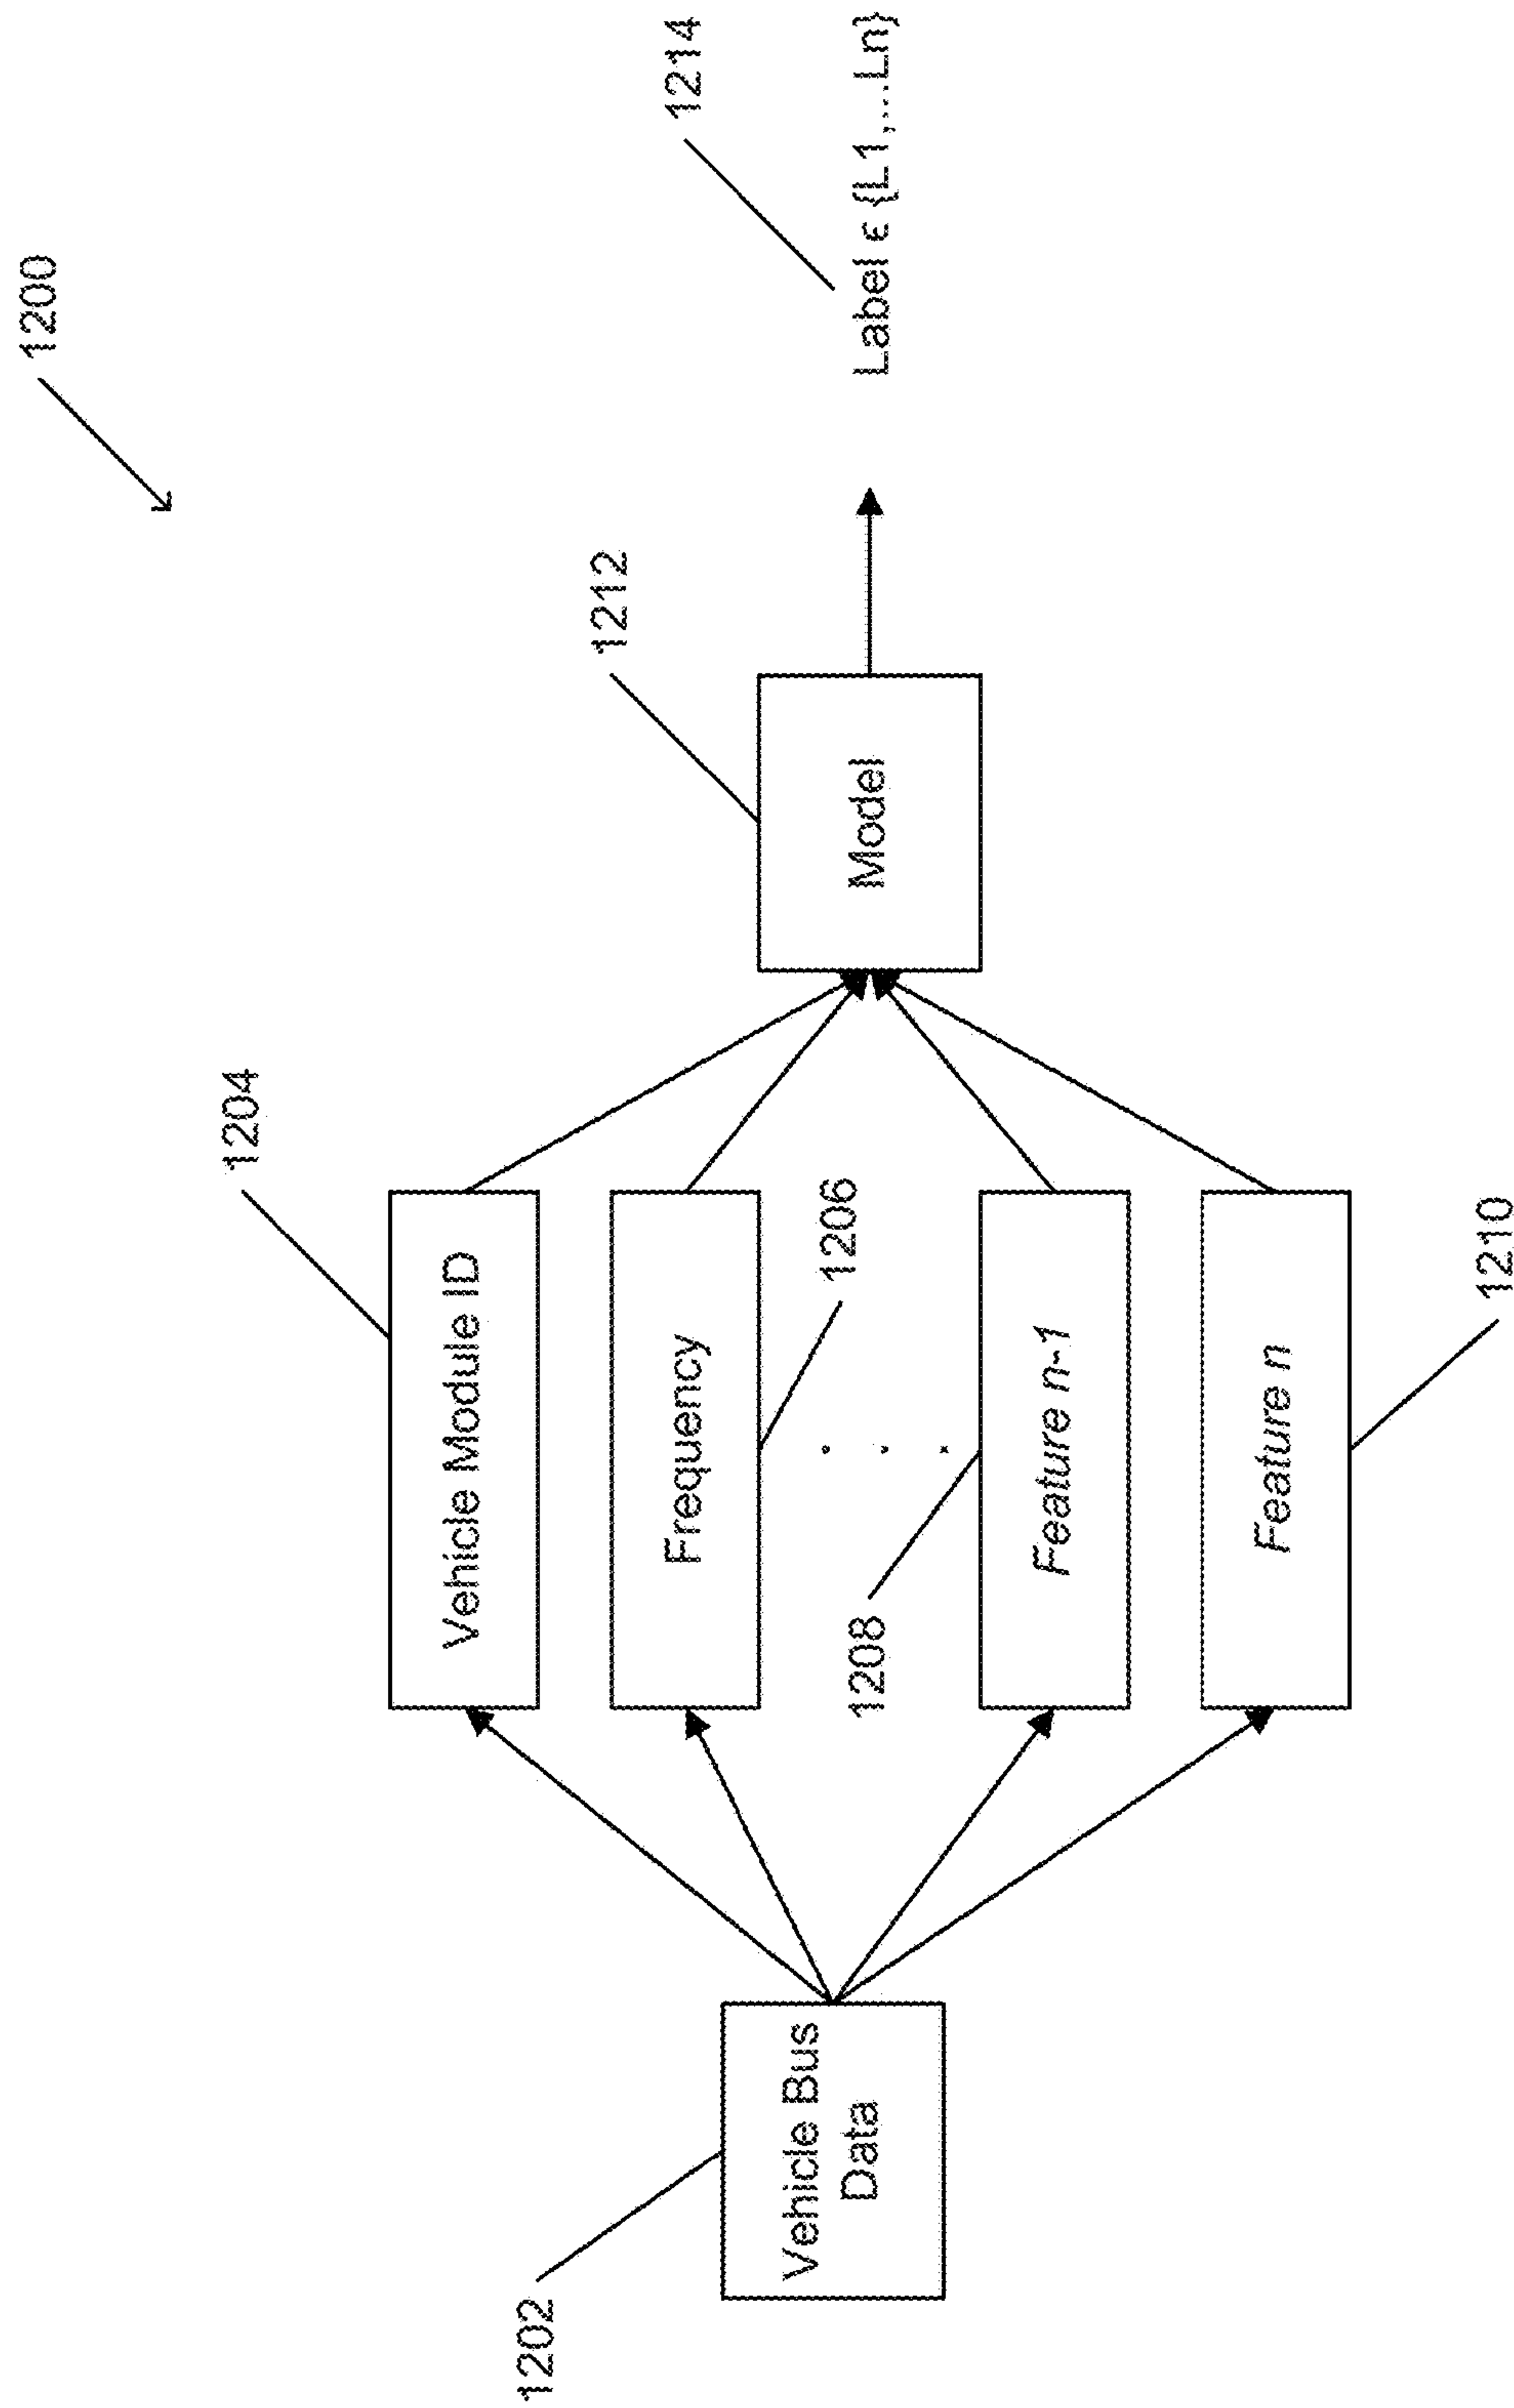 1200
1202
Vehicle Bus
Data
1204
Vehicle Module ID
Frequency
1206
. . .
1208
Feature n-1
Feature n
1210
1212
Model
1214
Label ϵ {L1,...Ln}